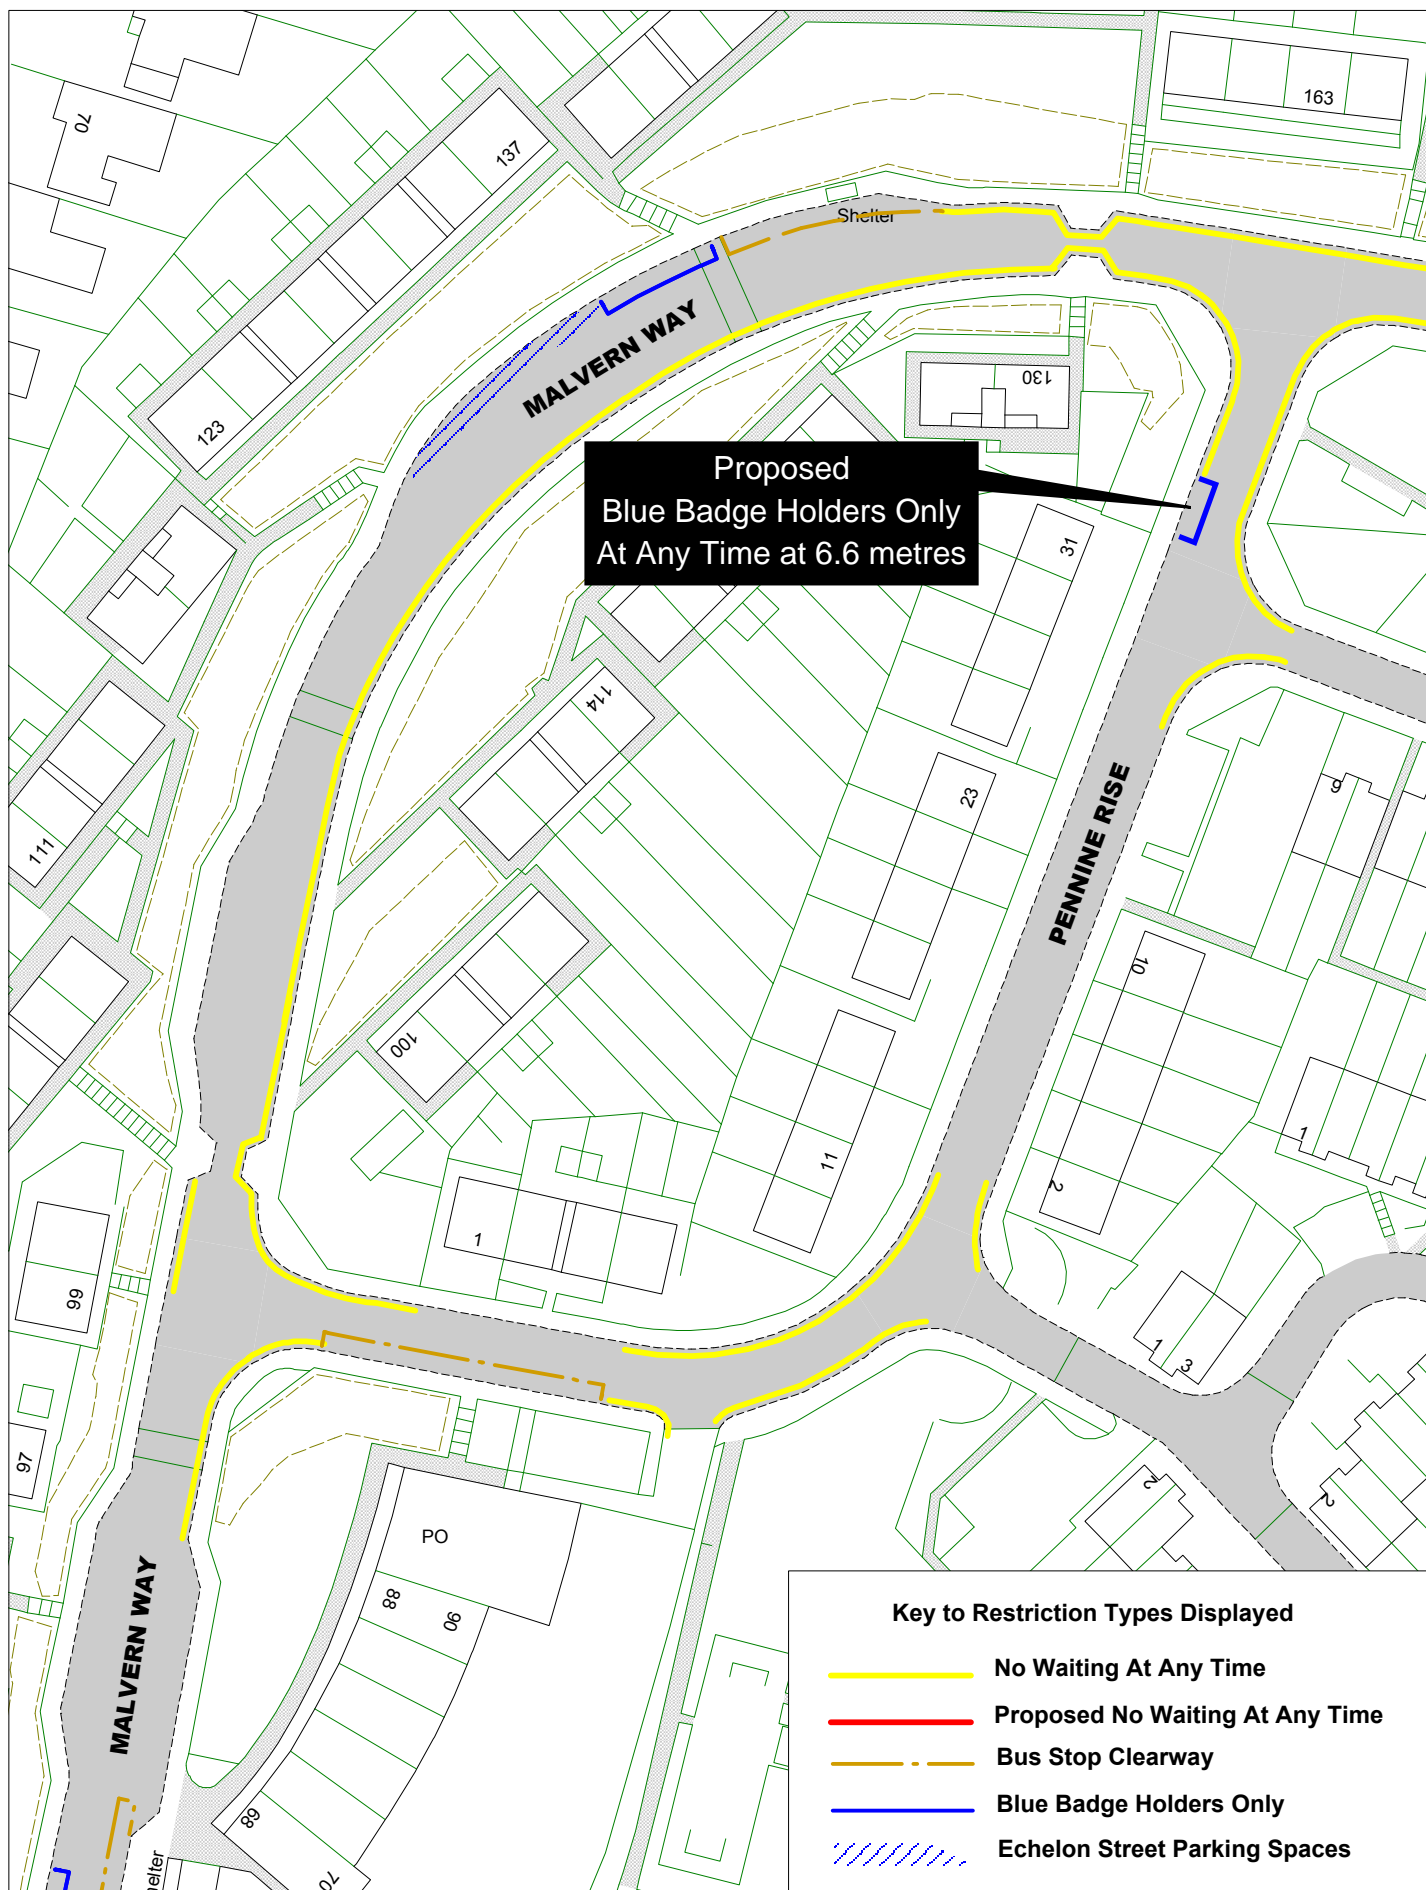 70
137
163
Shelter
MALVERN WAY
123
130
Proposed
Blue Badge Holders Only
At Any Time at 6.6 metres
31
114
23
9
PENNINE RISE
111
10
100
11
1
2
1
99
1
3
97
2
2
PO
88
90
MALVERN WAY
68
70
elter
Key to Restriction Types Displayed
No Waiting At Any Time
Proposed No Waiting At Any Time
Bus Stop Clearway
Blue Badge Holders Only
Echelon Street Parking Spaces